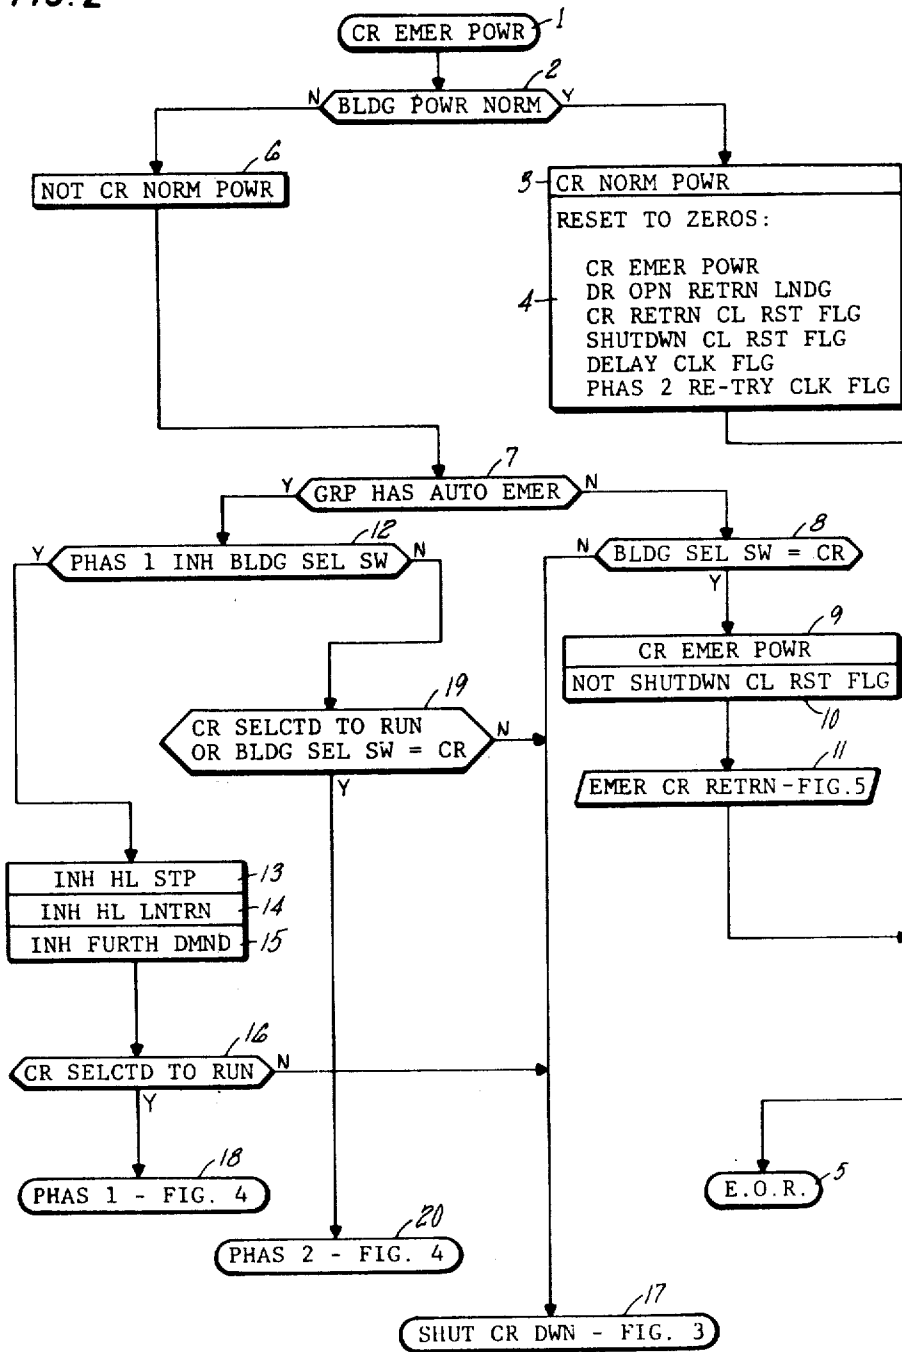 CR EMER POWR 1
2
N BLDG POWR NORM Y
6
NOT CR NORM POWR
3 CR NORM POWR
RESET TO ZEROS:
CR EMER POWR
4 DR OPN RETRN LNDG
CR RETRN CL RST FLG
SHUTDWN CL RST FLG
DELAY CLK FLG
PHAS 2 RE-TRY CLK FLG
7
Y GRP HAS AUTO EMER N
12
Y PHAS 1 INH BLDG SEL SW N
8
N BLDG SEL SW = CR
Y
9
CR EMER POWR
NOT SHUTDWN CL RST FLG
10
19
CR SELCTD TO RUN N
OR BLDG SEL SW = CR
Y
11
EMER CR RETRN-FIG.5
INH HL STP 13
INH HL LNTRN 14
INH FURTH DMND 15
16
CR SELCTD TO RUN N
Y
18
PHAS 1 - FIG. 4
E.O.R. 5
20
PHAS 2 - FIG. 4
17
SHUT CR DWN - FIG. 3